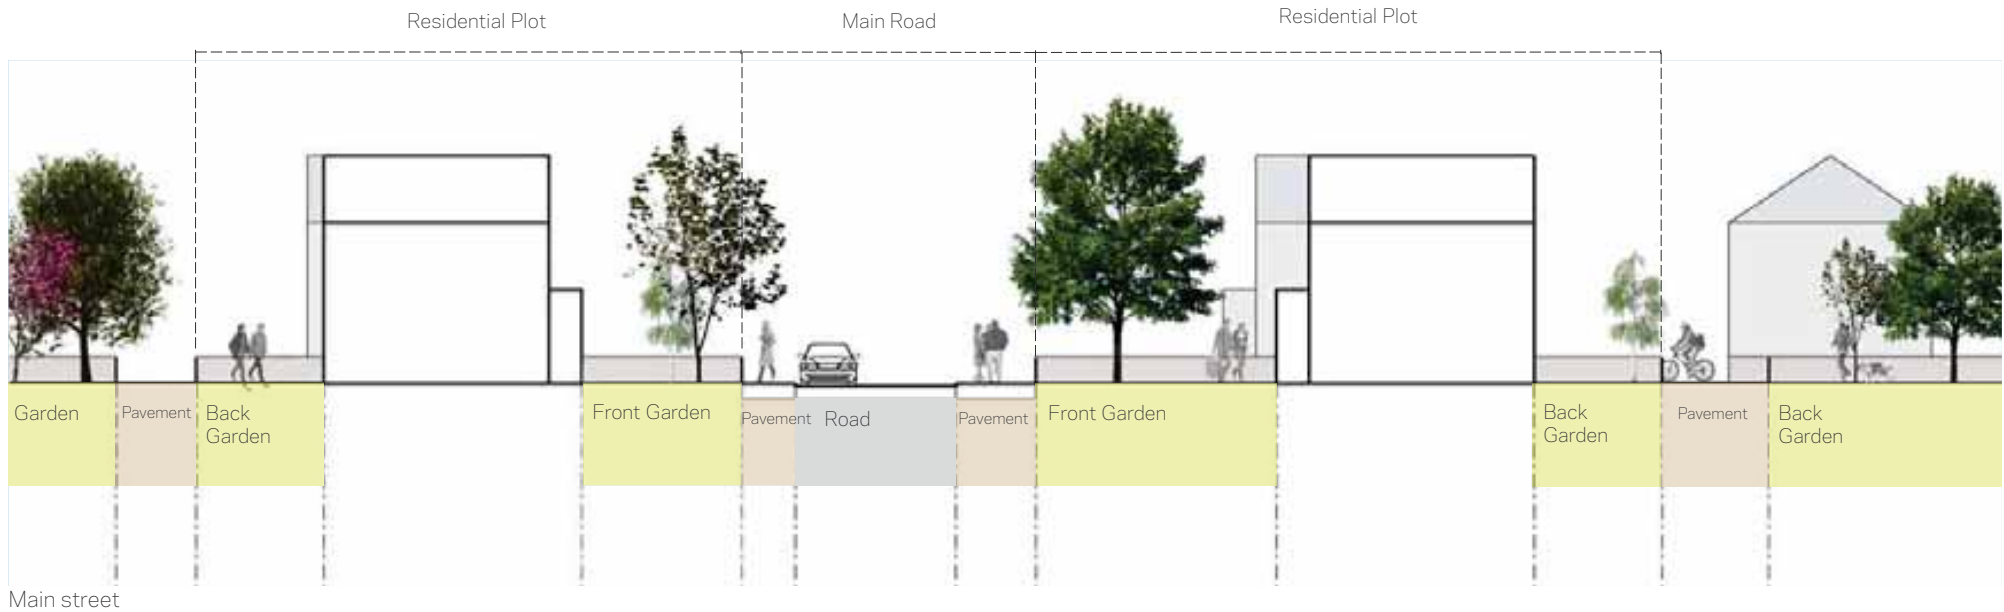 Residential Plot
Main Road
Residential Plot
Garden
Pavement
Back
Garden
Front Garden
Pavement
Road
Pavement
Front Garden
Back
Garden
Pavement
Back
Garden
Main street